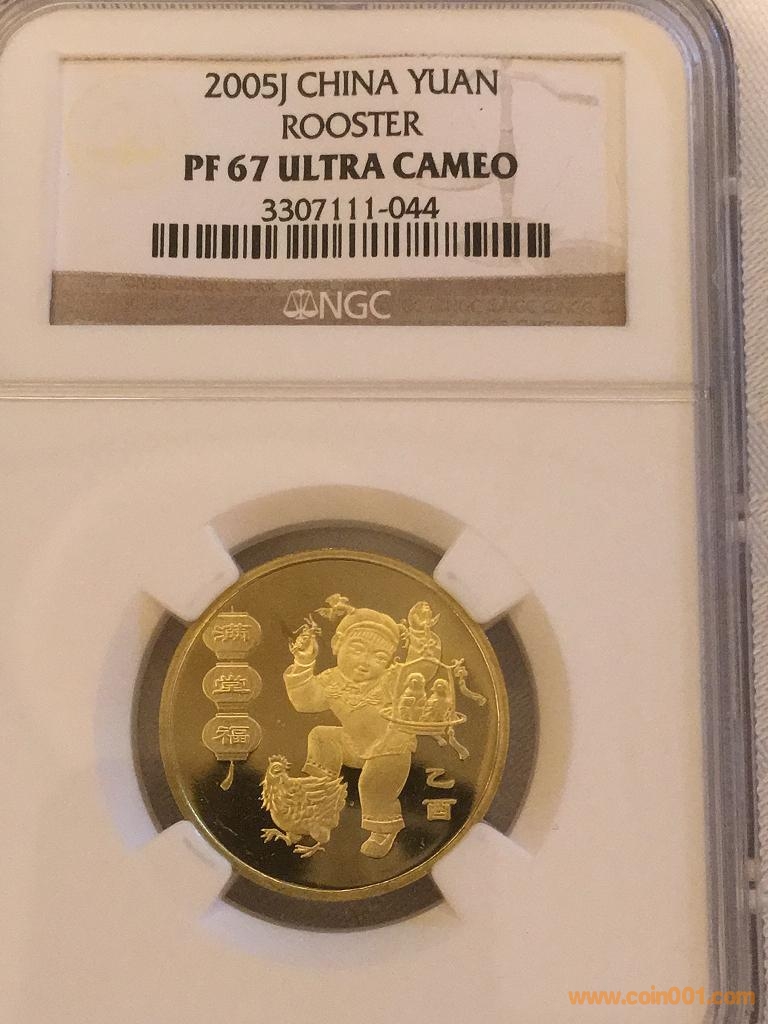 2005J CHINA YUAN
ROOSTER
PF 67 ULTRA CAMEO
3307111-044
NGC
满
堂
福
乙
酉
www.coin001.com